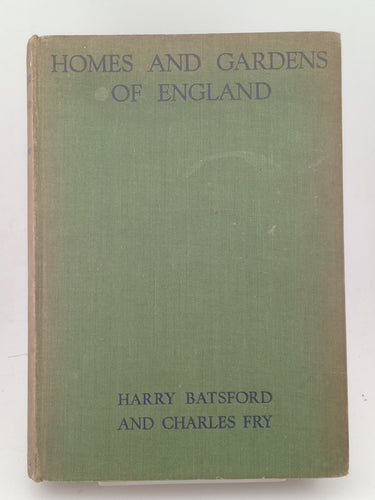 HOMES AND GARDENS
OF ENGLAND
HARRY BATSFORD
AND CHARLES FRY